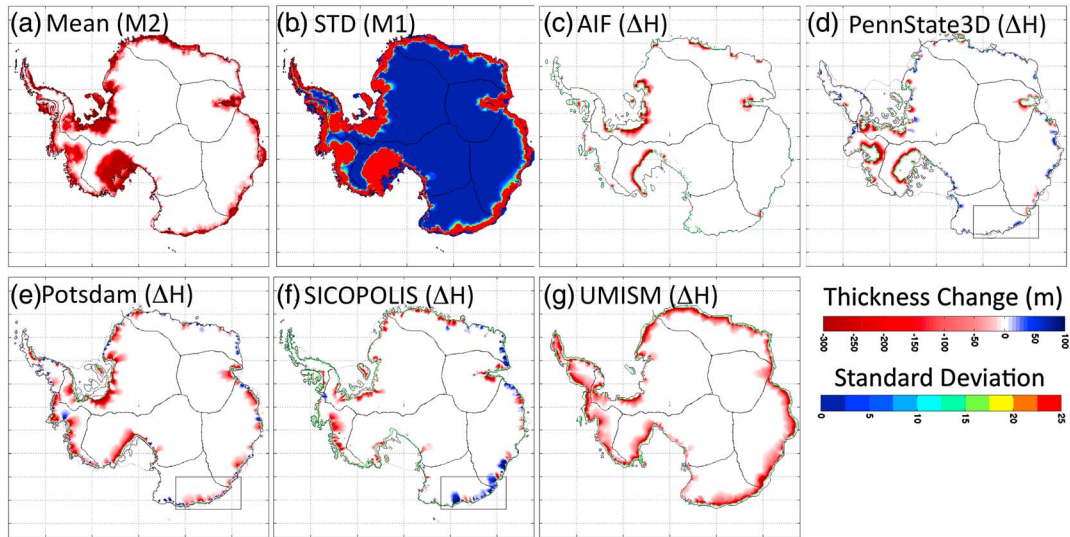 (a) Mean (M2)
(b) STD (M1)
(c) AIF (ΔH)
(d) PennState3D (ΔH)
(e) Potsdam (ΔH)
(f) SICOPOLIS (ΔH)
(g) UMISM (ΔH)
Thickness Change (m)
-300 -250 -200 -150 -100 -50 0 50 100
Standard Deviation
0 5 10 15 20 25